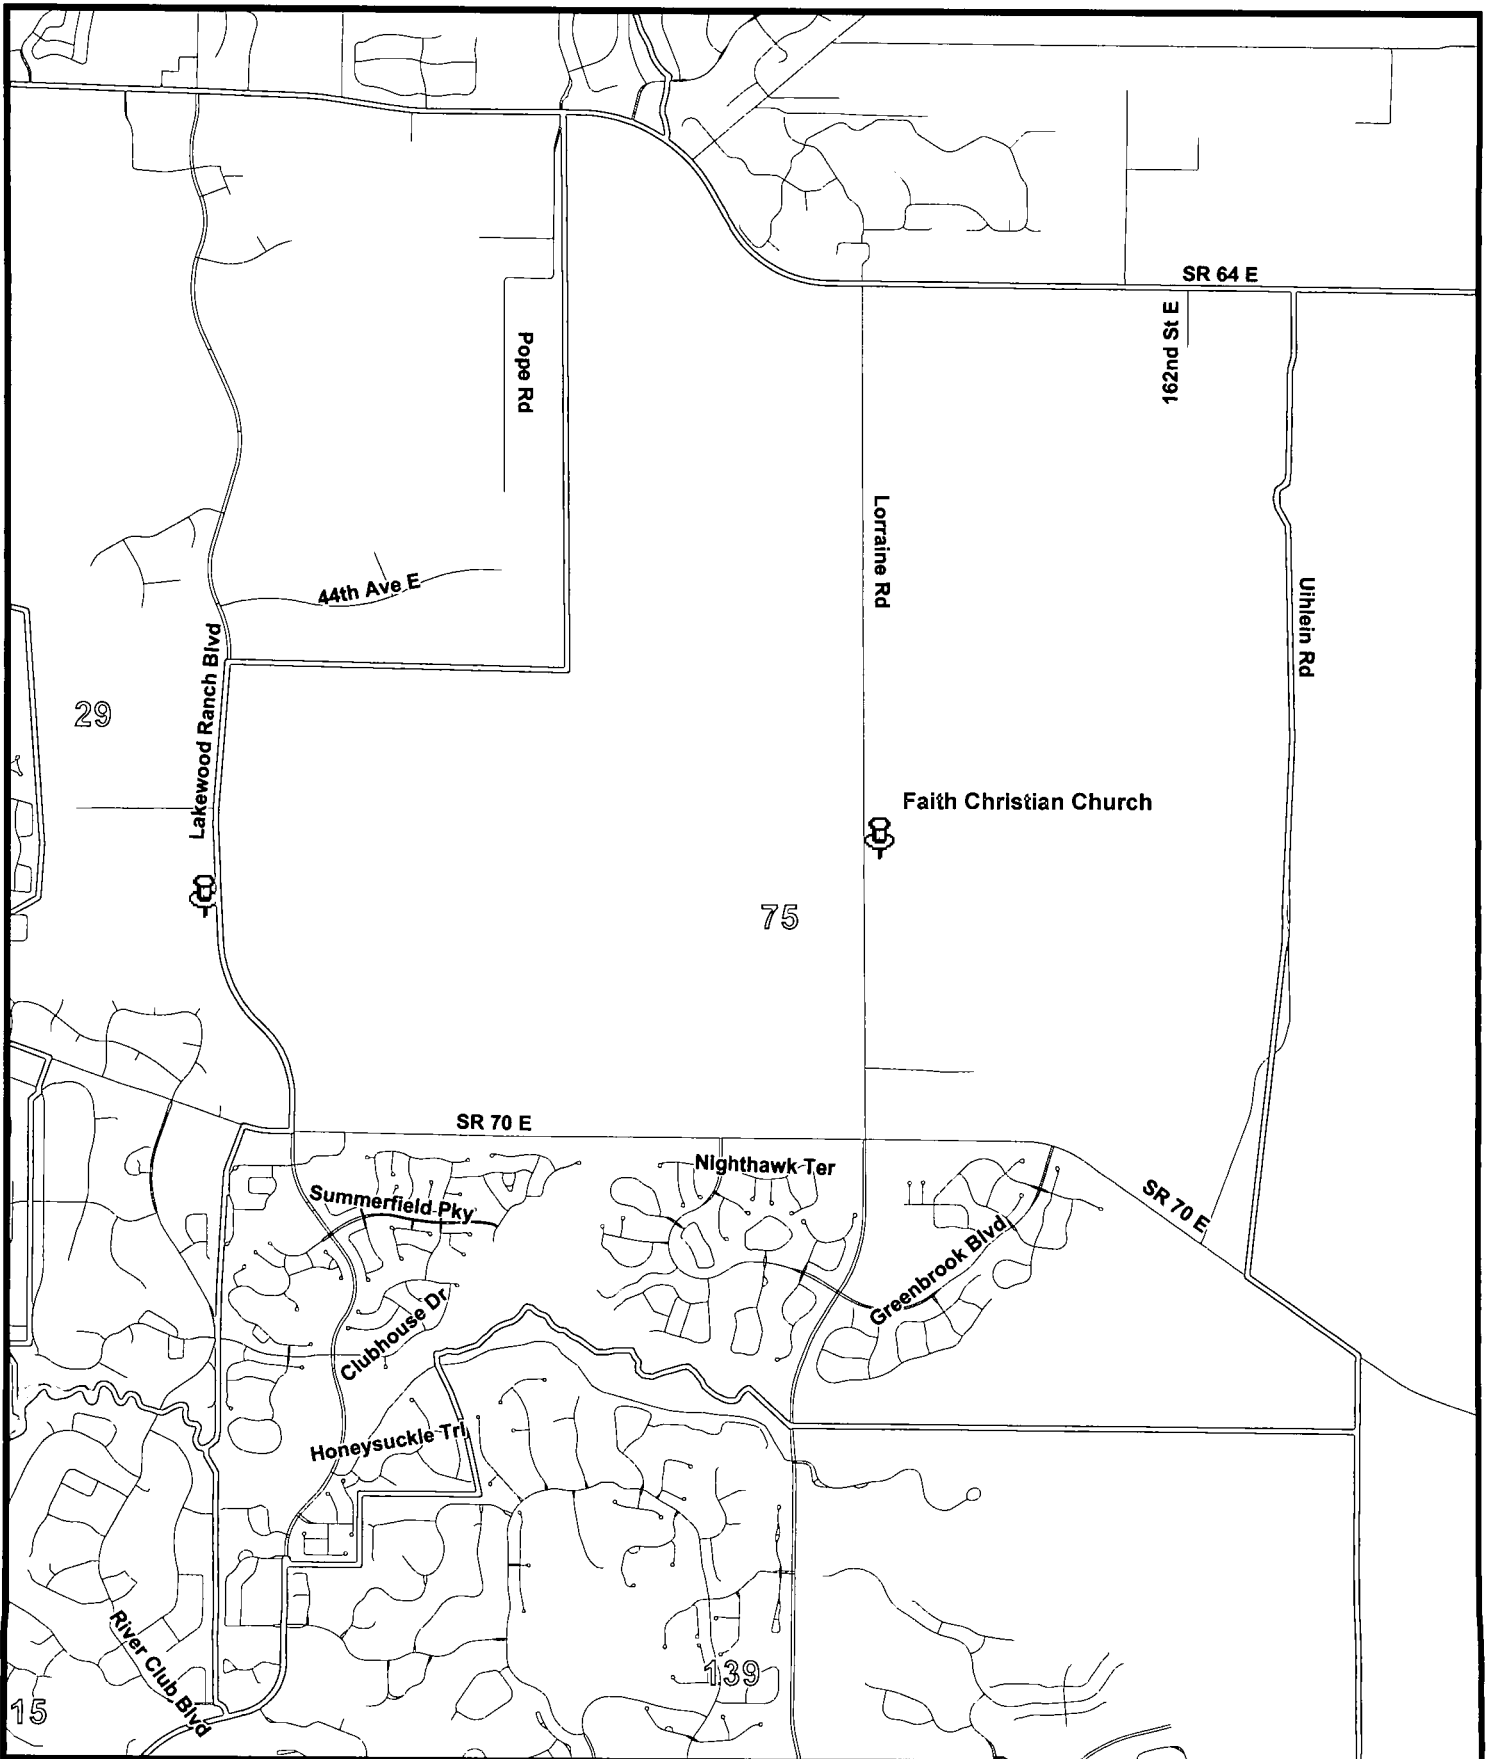 SR 64 E
162nd St E
Pope Rd
Lorraine Rd
44th Ave E
Uihlein Rd
Lakewood Ranch Blvd
29
Faith Christian Church
75
SR 70 E
Nighthawk Ter
Summerfield Pky
SR 70 E
Greenbrook Blvd
Clubhouse Dr
Honeysuckle Trl
River Club Blvd
139
15